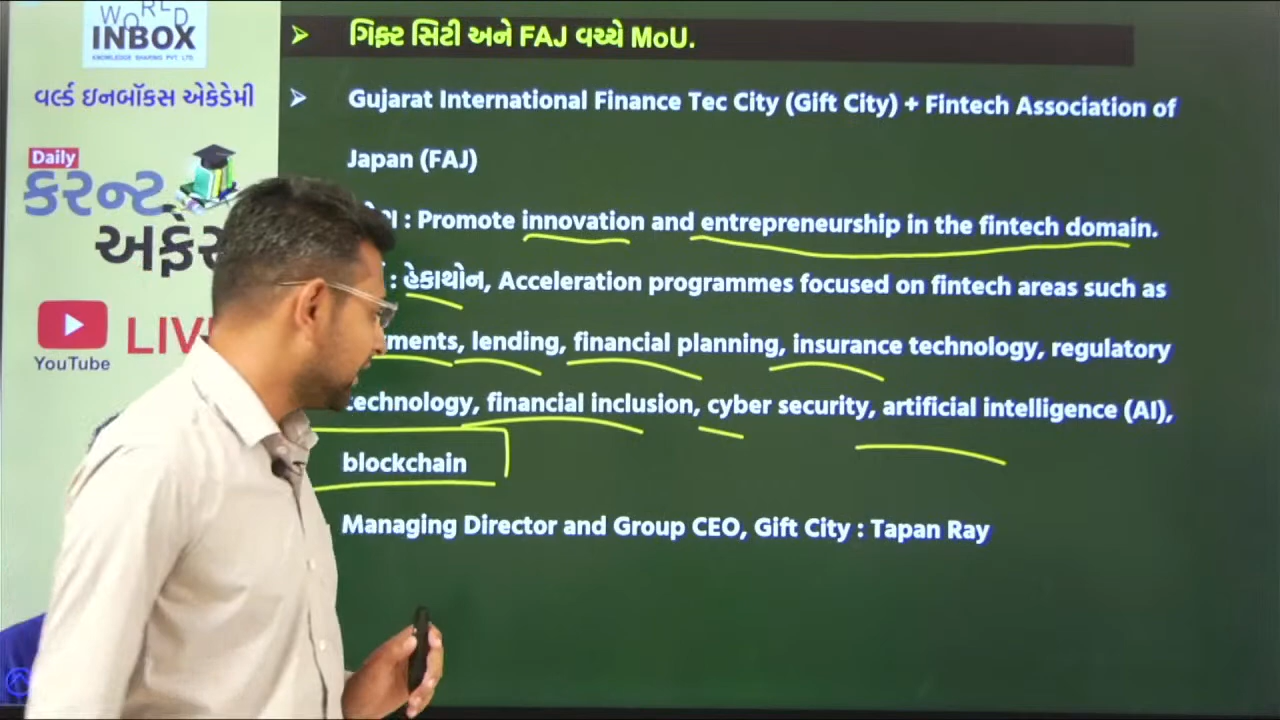 WORLD
INBOX
KNOWLEDGE SHARING PVT. LTD.
વર્લ્ડ ઇનબૉક્સ એકેડેમી
Daily
કરન્ટ
LIV
YouTube
ગિફ્ટ સિટી અને FAJ વચ્ચે MoU.
Gujarat International Finance Tec City (Gift City) + Fintech Association of
Japan (FAJ)
: Promote innovation and entrepreneurship in the fintech domain.
: હેકાથોન, Acceleration programmes focused on fintech areas such as
lending, financial planning, insurance technology, regulatory
technology, financial inclusion, cyber security, artificial intelligence (AI),
blockchain
Managing Director and Group CEO, Gift City : Tapan Ray